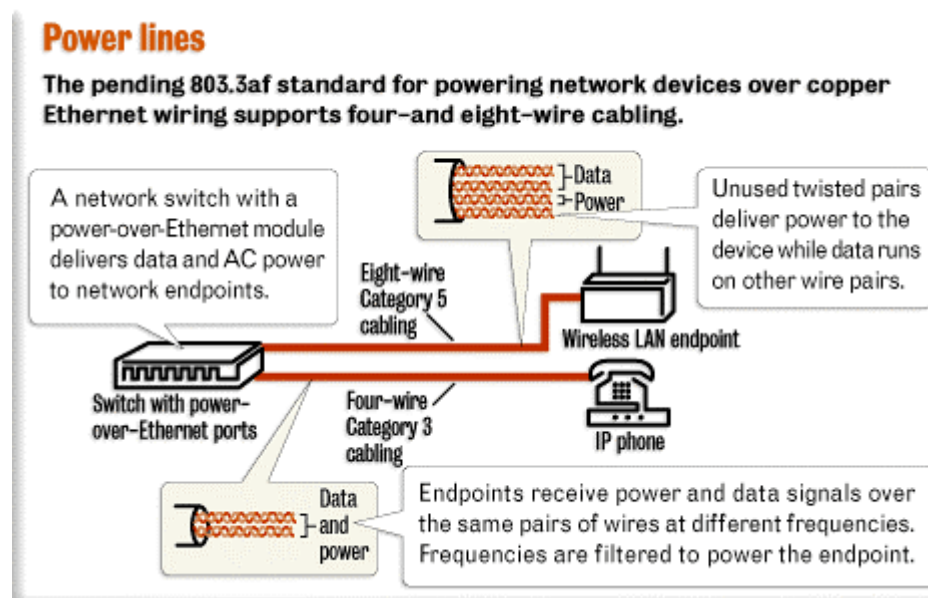 Power lines
The pending 803.3af standard for powering network devices over copper
Ethernet wiring supports four-and eight-wire cabling.
A network switch with a
power-over-Ethernet module
delivers data and AC power
to network endpoints.
Data
Power
Unused twisted pairs
deliver power to the
device while data runs
on other wire pairs.
Eight-wire
Category 5
cabling
Wireless LAN endpoint
Switch with power-
over-Ethernet ports
Four-wire
Category 3
cabling
IP phone
Data
and
power
Endpoints receive power and data signals over
the same pairs of wires at different frequencies.
Frequencies are filtered to power the endpoint.